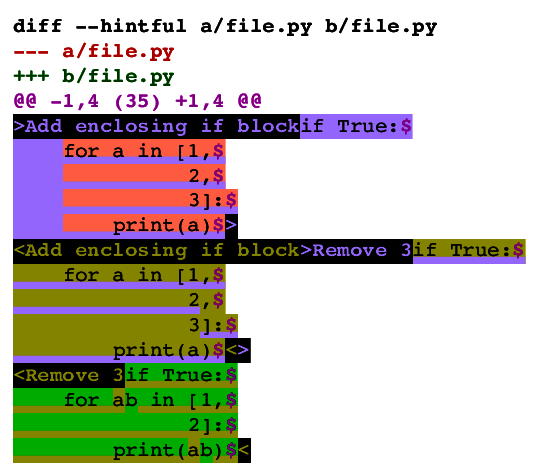 diff --hintful a/file.py b/file.py
--- a/file.py
+++ b/file.py
@@ -1,4 (35) +1,4 @@
>Add enclosing if blockif True:$
    for a in [1,$
              2,$
              3]:$
        print(a)$>
<Add enclosing if block>Remove 3if True:$
    for a in [1,$
              2,$
              3]:$
        print(a)$<>
<Remove 3if True:$
    for ab in [1,$
              2]:$
        print(ab)$<